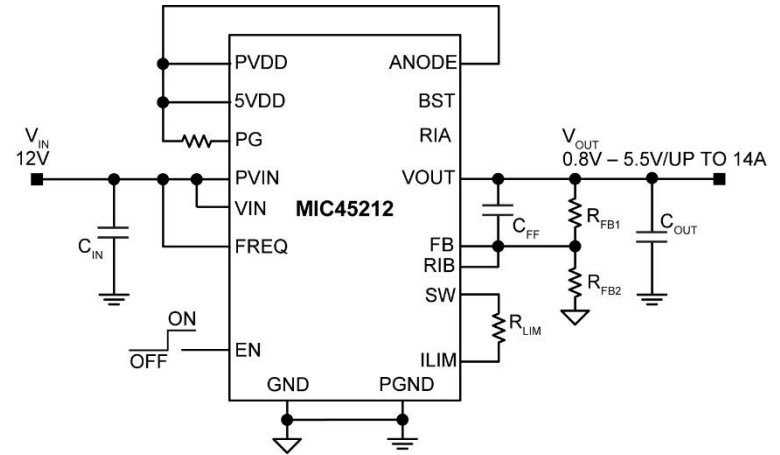 PVDD
ANODE
5VDD
BST
PG
RIA
V_IN
12V
V_OUT
0.8V – 5.5V/UP TO 14A
PVIN
VOUT
VIN
MIC45212
C_FF
R_FB1
C_IN
C_OUT
FREQ
FB
RIB
R_FB2
SW
R_LIM
ON
OFF
EN
ILIM
GND
PGND